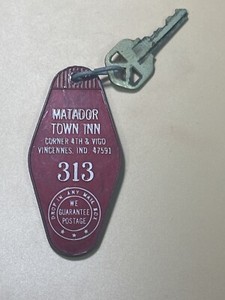 MATADOR
TOWN INN
CORNER 4TH & VIGO
VINCENNES, IND. 47591
313
DROP IN ANY MAIL BOX
WE
GUARANTEE
POSTAGE